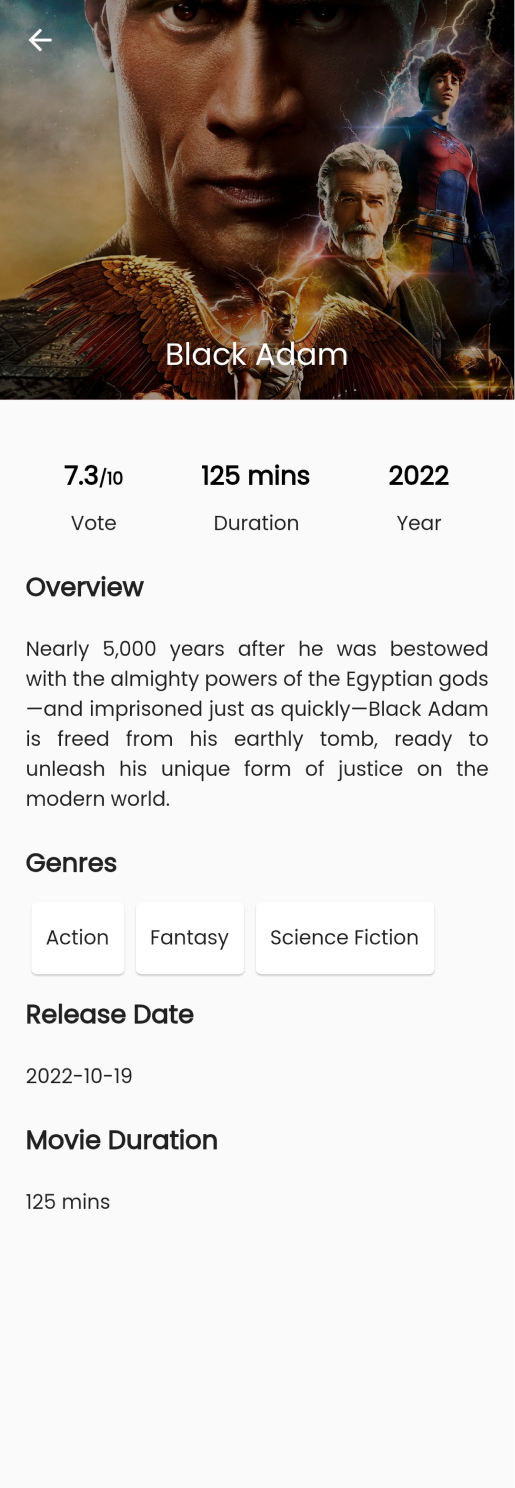 Black Adam
7.3/10 125 mins 2022
Vote Duration Year
Overview
Nearly 5,000 years after he was bestowed
with the almighty powers of the Egyptian gods
—and imprisoned just as quickly—Black Adam
is freed from his earthly tomb, ready to
unleash his unique form of justice on the
modern world.
Genres
Action Fantasy Science Fiction
Release Date
2022-10-19
Movie Duration
125 mins